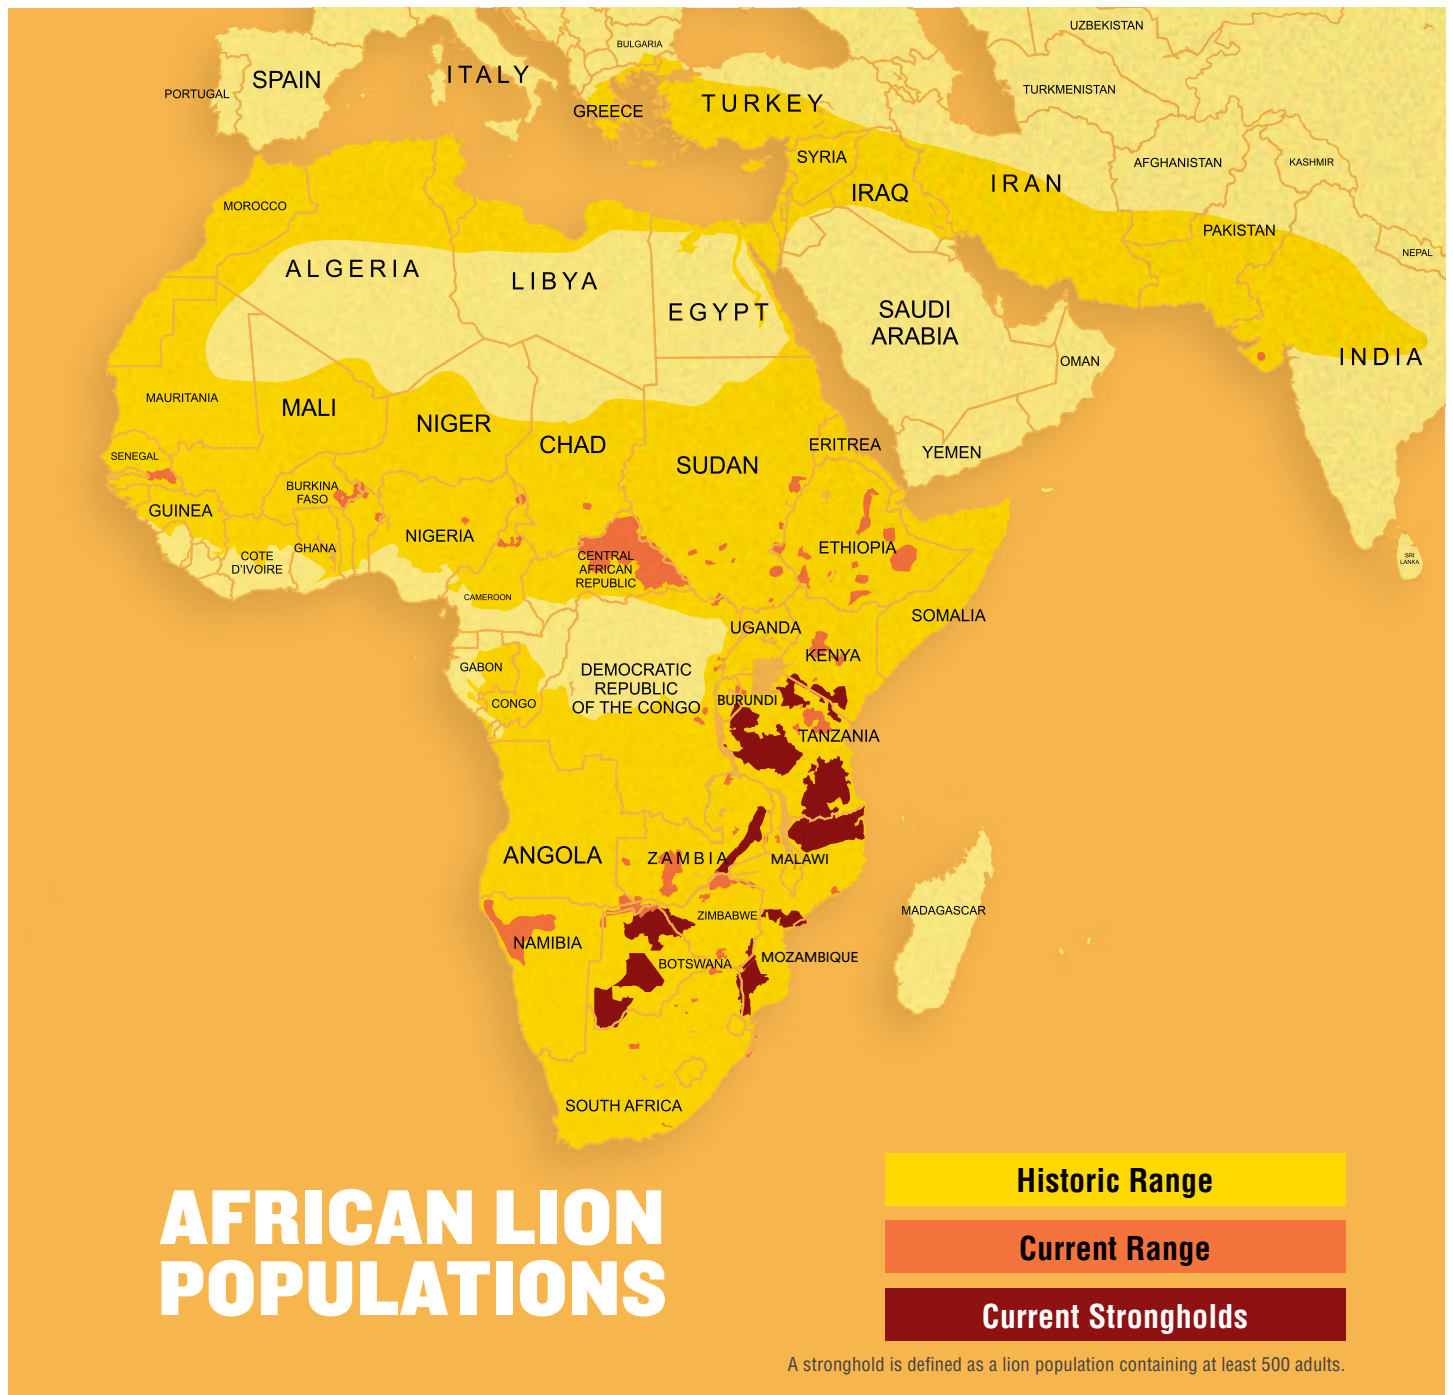 UZBEKISTAN
BULGARIA
ITALY
SPAIN
PORTUGAL
TURKMENISTAN
TURKEY
GREECE
SYRIA
AFGHANISTAN
KASHMIR
IRAQ
IRAN
MOROCCO
PAKISTAN
NEPAL
ALGERIA
LIBYA
EGYPT
SAUDI
ARABIA
OMAN
INDIA
MAURITANIA
MALI
NIGER
CHAD
SUDAN
ERITREA
YEMEN
SENEGAL
BURKINA
FASO
GUINEA
NIGERIA
GHANA
COTE
D'IVOIRE
CENTRAL
AFRICAN
REPUBLIC
ETHIOPIA
SRI
LANKA
CAMEROON
SOMALIA
UGANDA
KENYA
GABON
DEMOCRATIC
REPUBLIC
OF THE CONGO
CONGO
BURUNDI
TANZANIA
ANGOLA
ZAMBIA
MALAWI
MADAGASCAR
ZIMBABWE
NAMIBIA
BOTSWANA
MOZAMBIQUE
SOUTH AFRICA
AFRICAN LION
POPULATIONS
Historic Range
Current Range
Current Strongholds
A stronghold is defined as a lion population containing at least 500 adults.